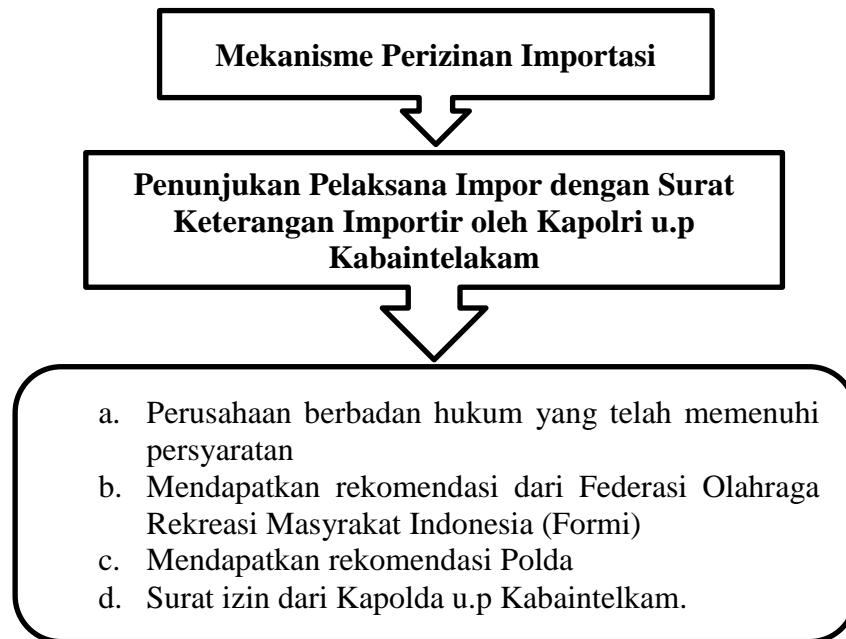 Mekanisme Perizinan Importasi
Penunjukan Pelaksana Impor dengan Surat
Keterangan Importir oleh Kapolri u.p
Kabaintelakam
a. Perusahaan berbadan hukum yang telah memenuhi
persyaratan
b. Mendapatkan rekomendasi dari Federasi Olahraga
Rekreasi Masyrakat Indonesia (Formi)
c. Mendapatkan rekomendasi Polda
d. Surat izin dari Kapolda u.p Kabaintelkam.